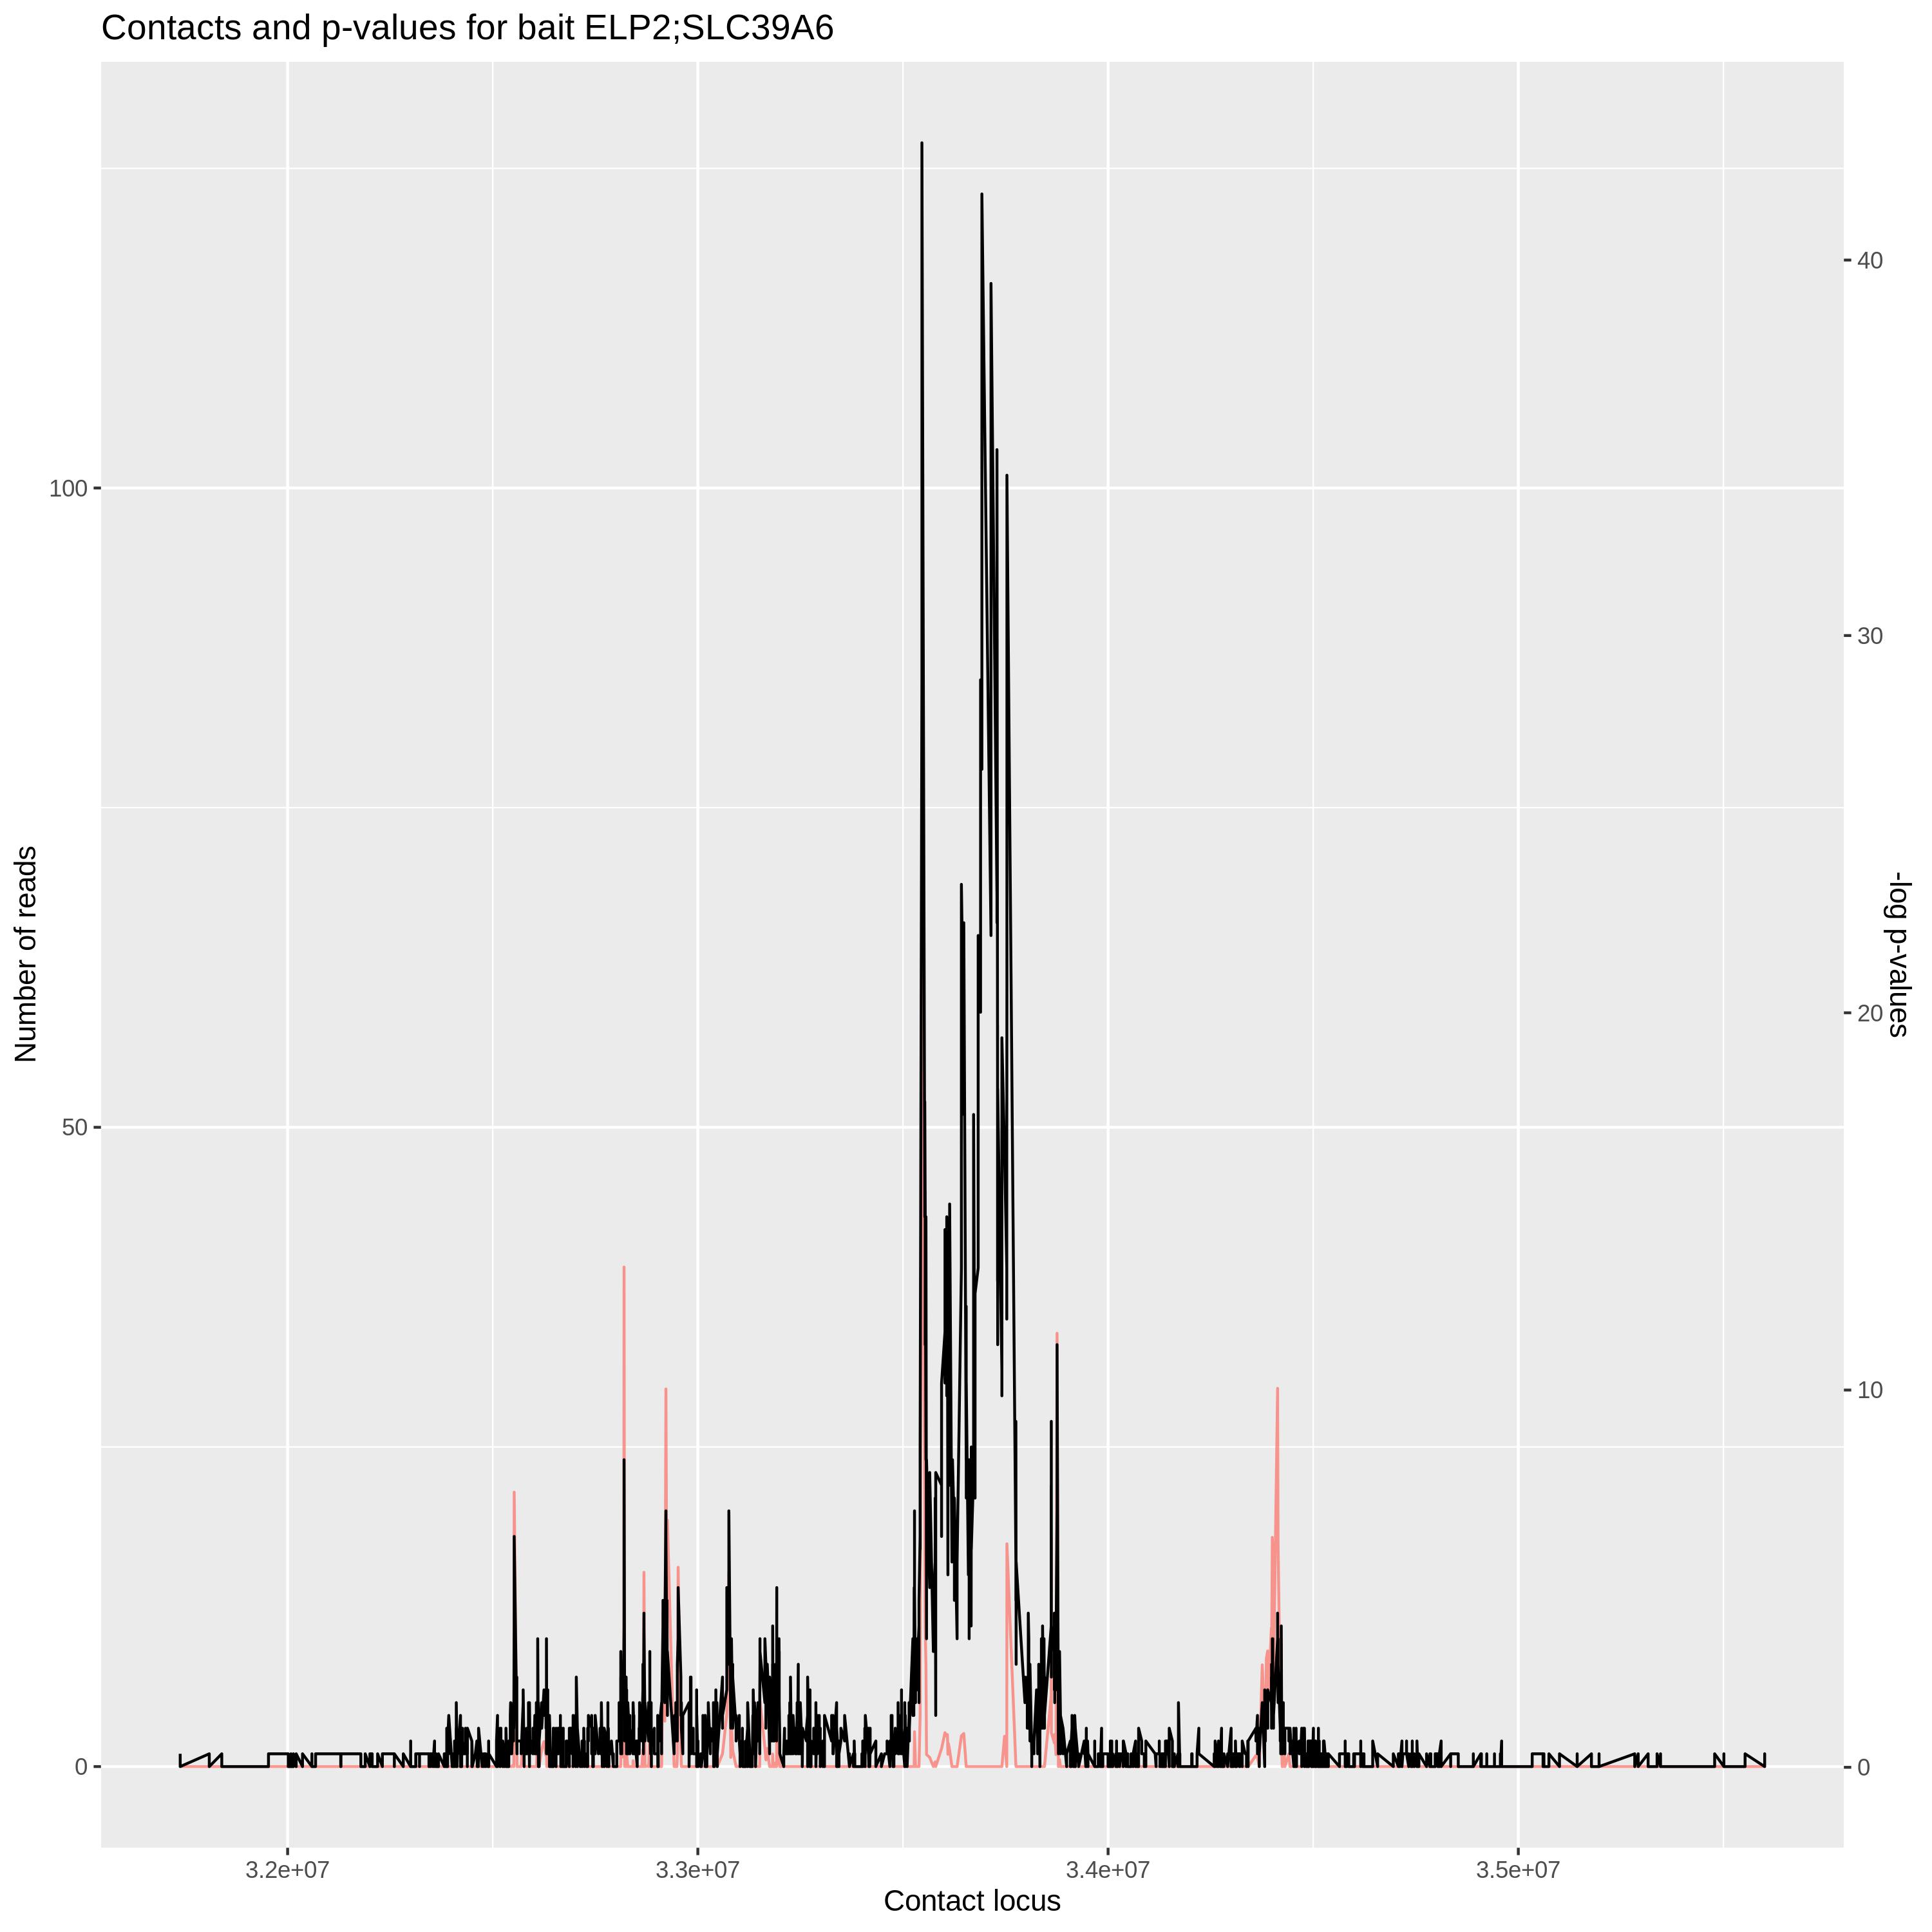 Contacts and p-values for bait ELP2;SLC39A6
Number of reads
100
50
0
40
30
20
10
0
-log p-values
3.2e+07
3.3e+07
3.4e+07
3.5e+07
Contact locus